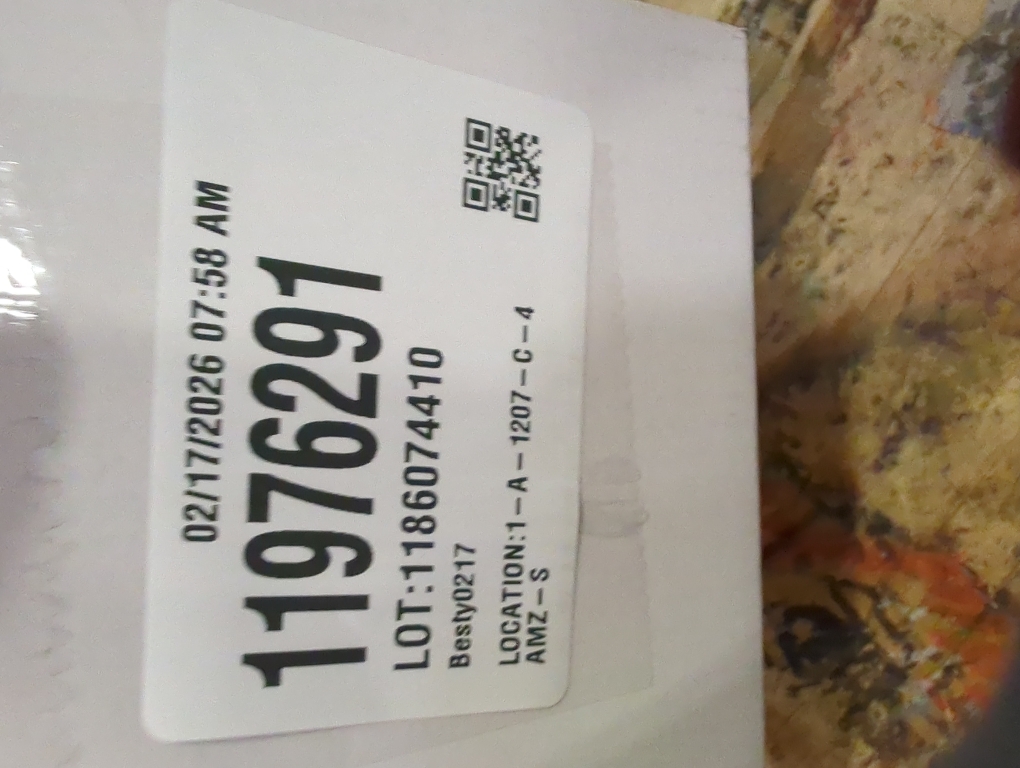 02/17/2026 07:58 AM
11976291
LOT:1186074410
Besty0217
LOCATION:1-A-1207-C-4
AMZ-S